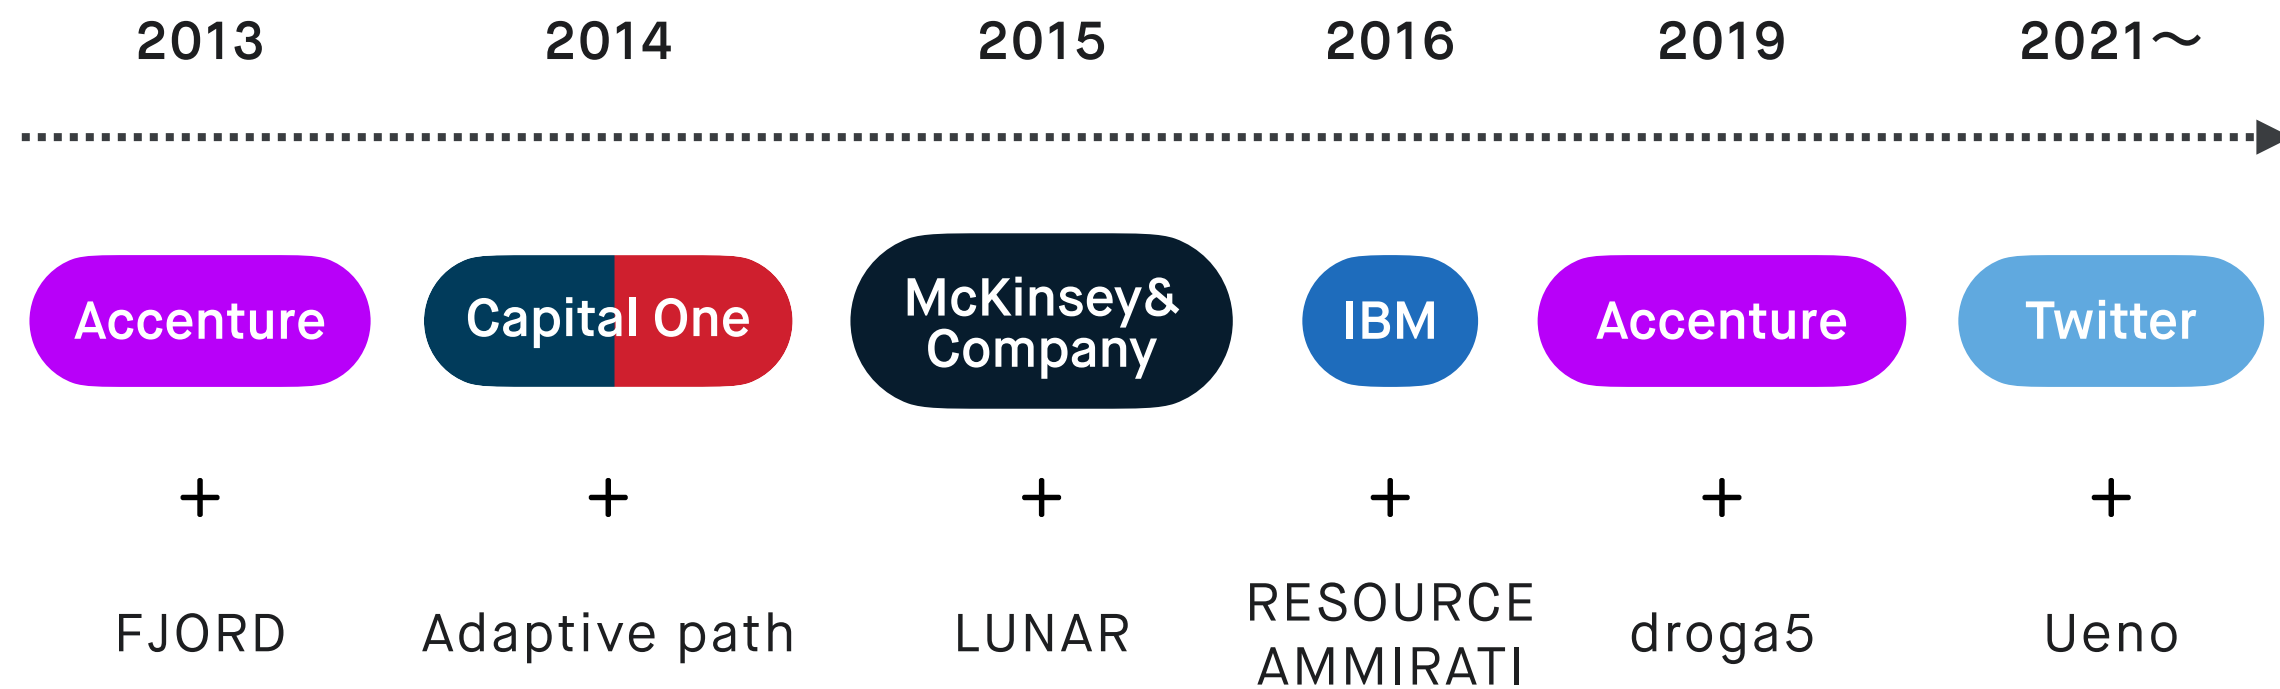 2013
2014
2015
2016
2019
2021〜
Accenture
Capital One
McKinsey&
Company
IBM
Accenture
Twitter
+
+
+
+
+
+
FJORD
Adaptive path
LUNAR
RESOURCE
AMMIRATI
droga5
Ueno